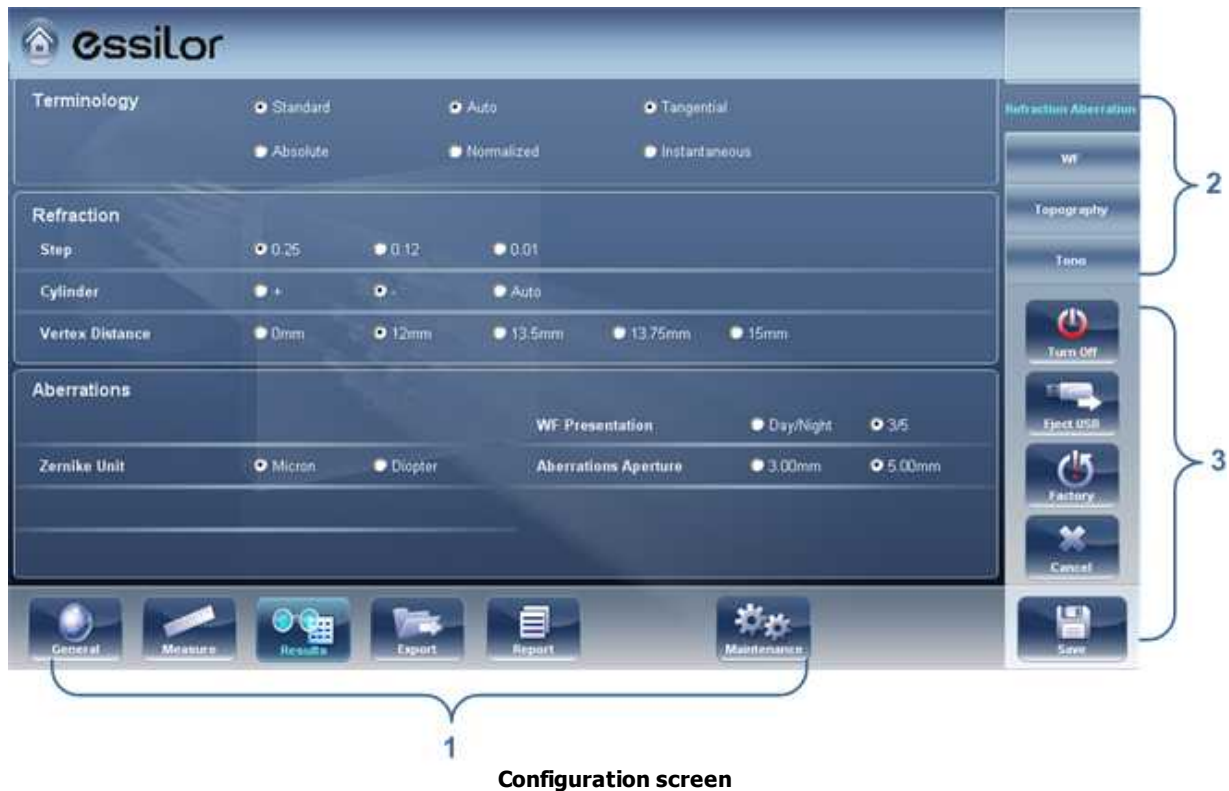 essilor
Terminology
Standard Auto Tangential
Absolute Normalized Instantaneous
Refraction Aberration
WF
Topography
Tono
2
Refraction
Step 0.25 0.12 0.01
Cylinder + - Auto
Vertex Distance 0mm 12mm 13.5mm 13.75mm 15mm
Aberrations
WF Presentation Day/Night 3/5
Zernike Unit Micron Diopter Aberrations Aperture 3.00mm 5.00mm
Turn Off
Eject USB
Factory
Cancel
Save
3
General Measure Results Export Report Maintenance
1
Configuration screen